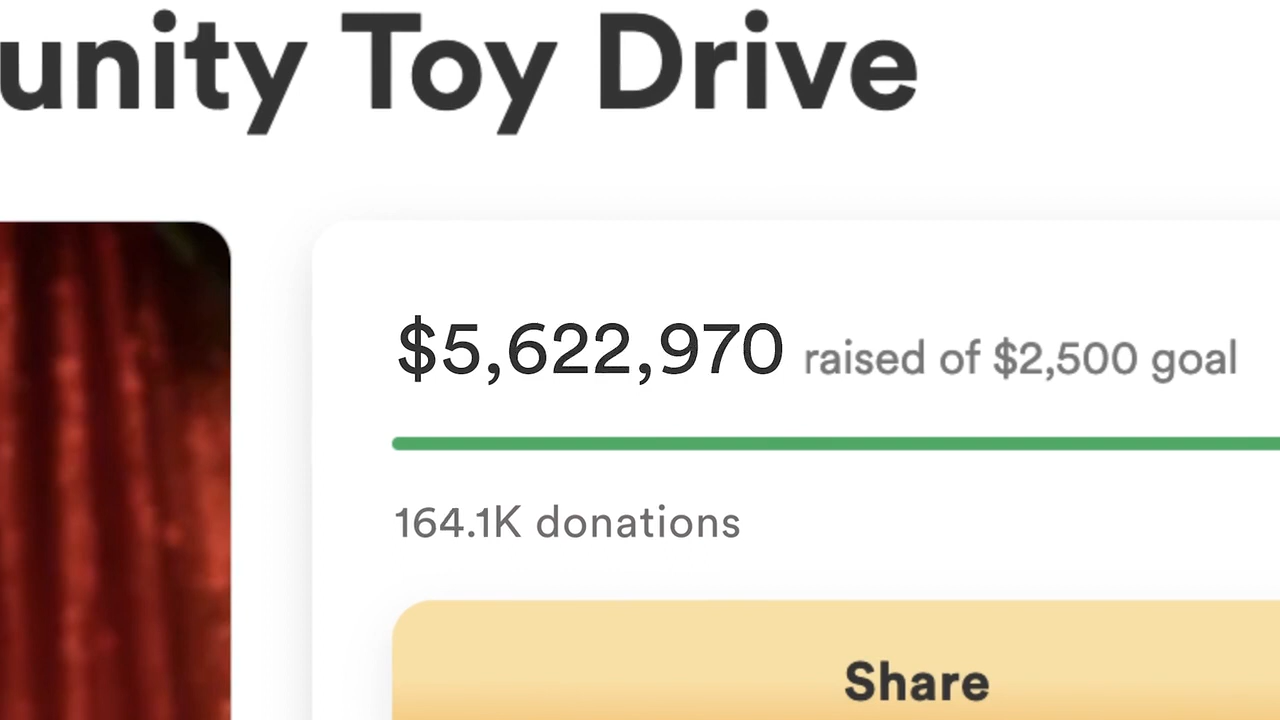 unity Toy Drive
$5,622,970 raised of $2,500 goal
164.1K donations
Share